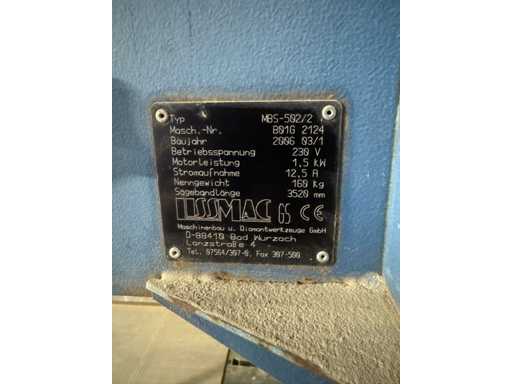 Typ MBS-502/2
Masch.-Nr. B01G 2124
Baujahr 2006 03/1
Betriebsspannung 230 V
Motorleistung 1,5 kW
Stromaufnahme 12,5 A
Nenngewicht 160 Kg
Sägebandlänge 3520 mm
LISSMAC GS CE
Maschinenbau u. Diamantwerkzeuge GmbH
D-88410 Bad Wurzach
Lanzstraße 4
Tel. 07564/307-0, Fax 307-500